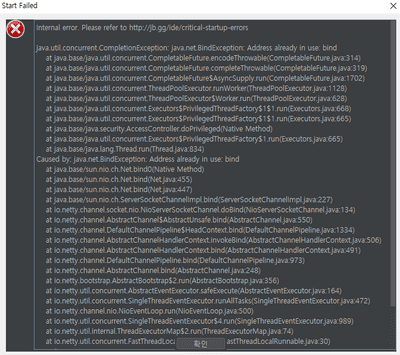 Start Failed
Internal error. Please refer to http://jb.gg/ide/critical-startup-errors
java.util.concurrent.CompletionException: java.net.BindException: Address already in use: bind
at java.base/java.util.concurrent.CompletableFuture.encodeThrowable(CompletableFuture.java:314)
at java.base/java.util.concurrent.CompletableFuture.completeThrowable(CompletableFuture.java:319)
at java.base/java.util.concurrent.CompletableFuture$AsyncSupply.run(CompletableFuture.java:1702)
at java.base/java.util.concurrent.ThreadPoolExecutor.runWorker(ThreadPoolExecutor.java:1128)
at java.base/java.util.concurrent.ThreadPoolExecutor$Worker.run(ThreadPoolExecutor.java:628)
at java.base/java.util.concurrent.Executors$PrivilegedThreadFactory$1$1.run(Executors.java:668)
at java.base/java.util.concurrent.Executors$PrivilegedThreadFactory$1$1.run(Executors.java:665)
at java.base/java.security.AccessController.doPrivileged(Native Method)
at java.base/java.util.concurrent.Executors$PrivilegedThreadFactory$1.run(Executors.java:665)
at java.base/java.lang.Thread.run(Thread.java:834)
Caused by: java.net.BindException: Address already in use: bind
at java.base/sun.nio.ch.Net.bind0(Native Method)
at java.base/sun.nio.ch.Net.bind(Net.java:455)
at java.base/sun.nio.ch.Net.bind(Net.java:447)
at java.base/sun.nio.ch.ServerSocketChannelImpl.bind(ServerSocketChannelImpl.java:227)
at io.netty.channel.socket.nio.NioServerSocketChannel.doBind(NioServerSocketChannel.java:134)
at io.netty.channel.AbstractChannel$AbstractUnsafe.bind(AbstractChannel.java:550)
at io.netty.channel.DefaultChannelPipeline$HeadContext.bind(DefaultChannelPipeline.java:1334)
at io.netty.channel.AbstractChannelHandlerContext.invokeBind(AbstractChannelHandlerContext.java:506)
at io.netty.channel.AbstractChannelHandlerContext.bind(AbstractChannelHandlerContext.java:491)
at io.netty.channel.DefaultChannelPipeline.bind(DefaultChannelPipeline.java:973)
at io.netty.channel.AbstractChannel.bind(AbstractChannel.java:248)
at io.netty.bootstrap.AbstractBootstrap$2.run(AbstractBootstrap.java:356)
at io.netty.util.concurrent.AbstractEventExecutor.safeExecute(AbstractEventExecutor.java:164)
at io.netty.util.concurrent.SingleThreadEventExecutor.runAllTasks(SingleThreadEventExecutor.java:472)
at io.netty.channel.nio.NioEventLoop.run(NioEventLoop.java:500)
at io.netty.util.concurrent.SingleThreadEventExecutor$4.run(SingleThreadEventExecutor.java:989)
at io.netty.util.internal.ThreadExecutorMap$2.run(ThreadExecutorMap.java:74)
at io.netty.util.concurrent.FastThreadLoc 확인 astThreadLocalRunnable.java:30)